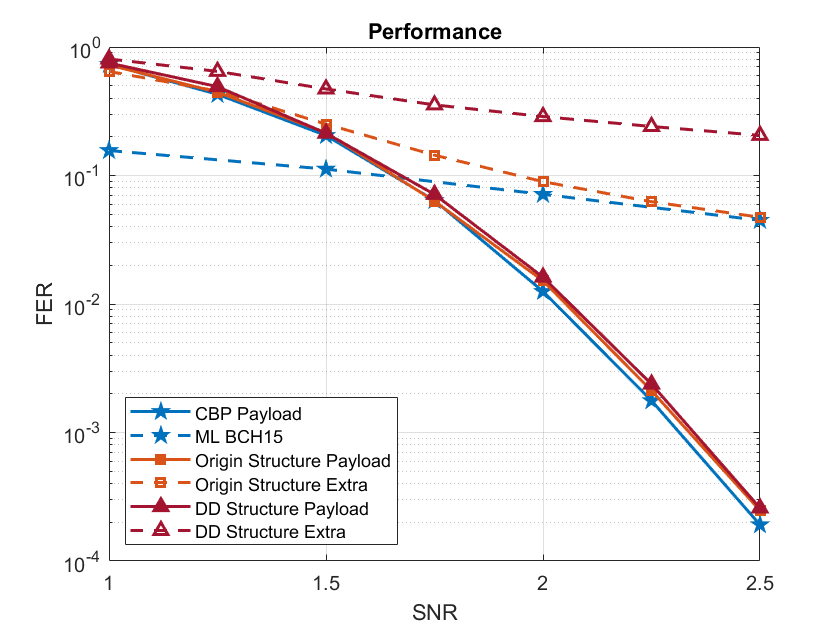 Performance
10^0
10^-1
10^-2
10^-3
10^-4
FER
CBP Payload
ML BCH15
Origin Structure Payload
Origin Structure Extra
DD Structure Payload
DD Structure Extra
1 1.5 2 2.5
SNR